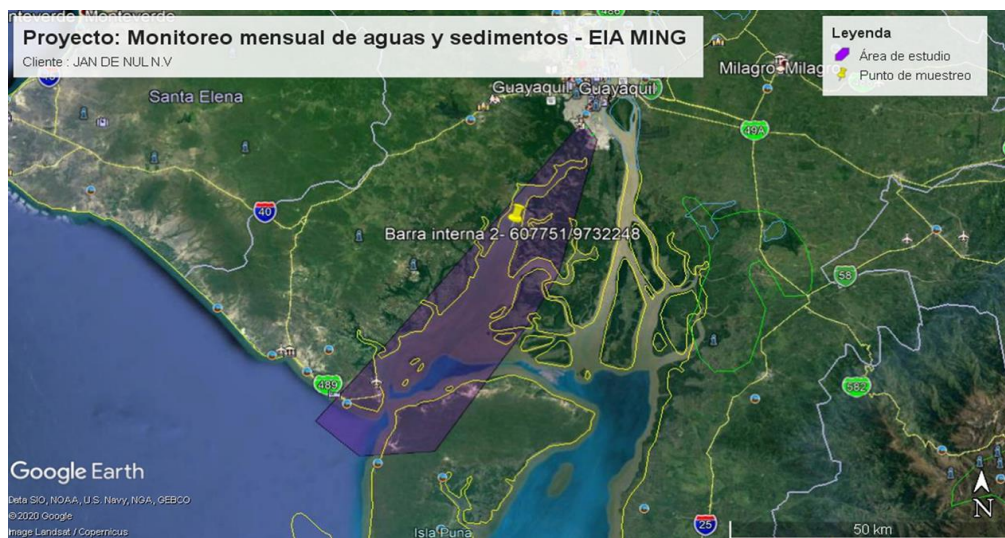 nteverde Monteverde
Proyecto: Monitoreo mensual de aguas y sedimentos - EIA MING
Cliente : JAN DE NUL N.V
Leyenda
Área de estudio
Punto de muestreo
Milagro Milagro
Guayaquil Guayaquil
Santa Elena
49A
40
Barra interna 2- 607751/9732248
58
489
582
Google Earth
Data SIO, NOAA, U.S. Navy, NGA, GEBCO
©2020 Google
Image Landsat / Copernicus
Isla Puná
25
50 km
N